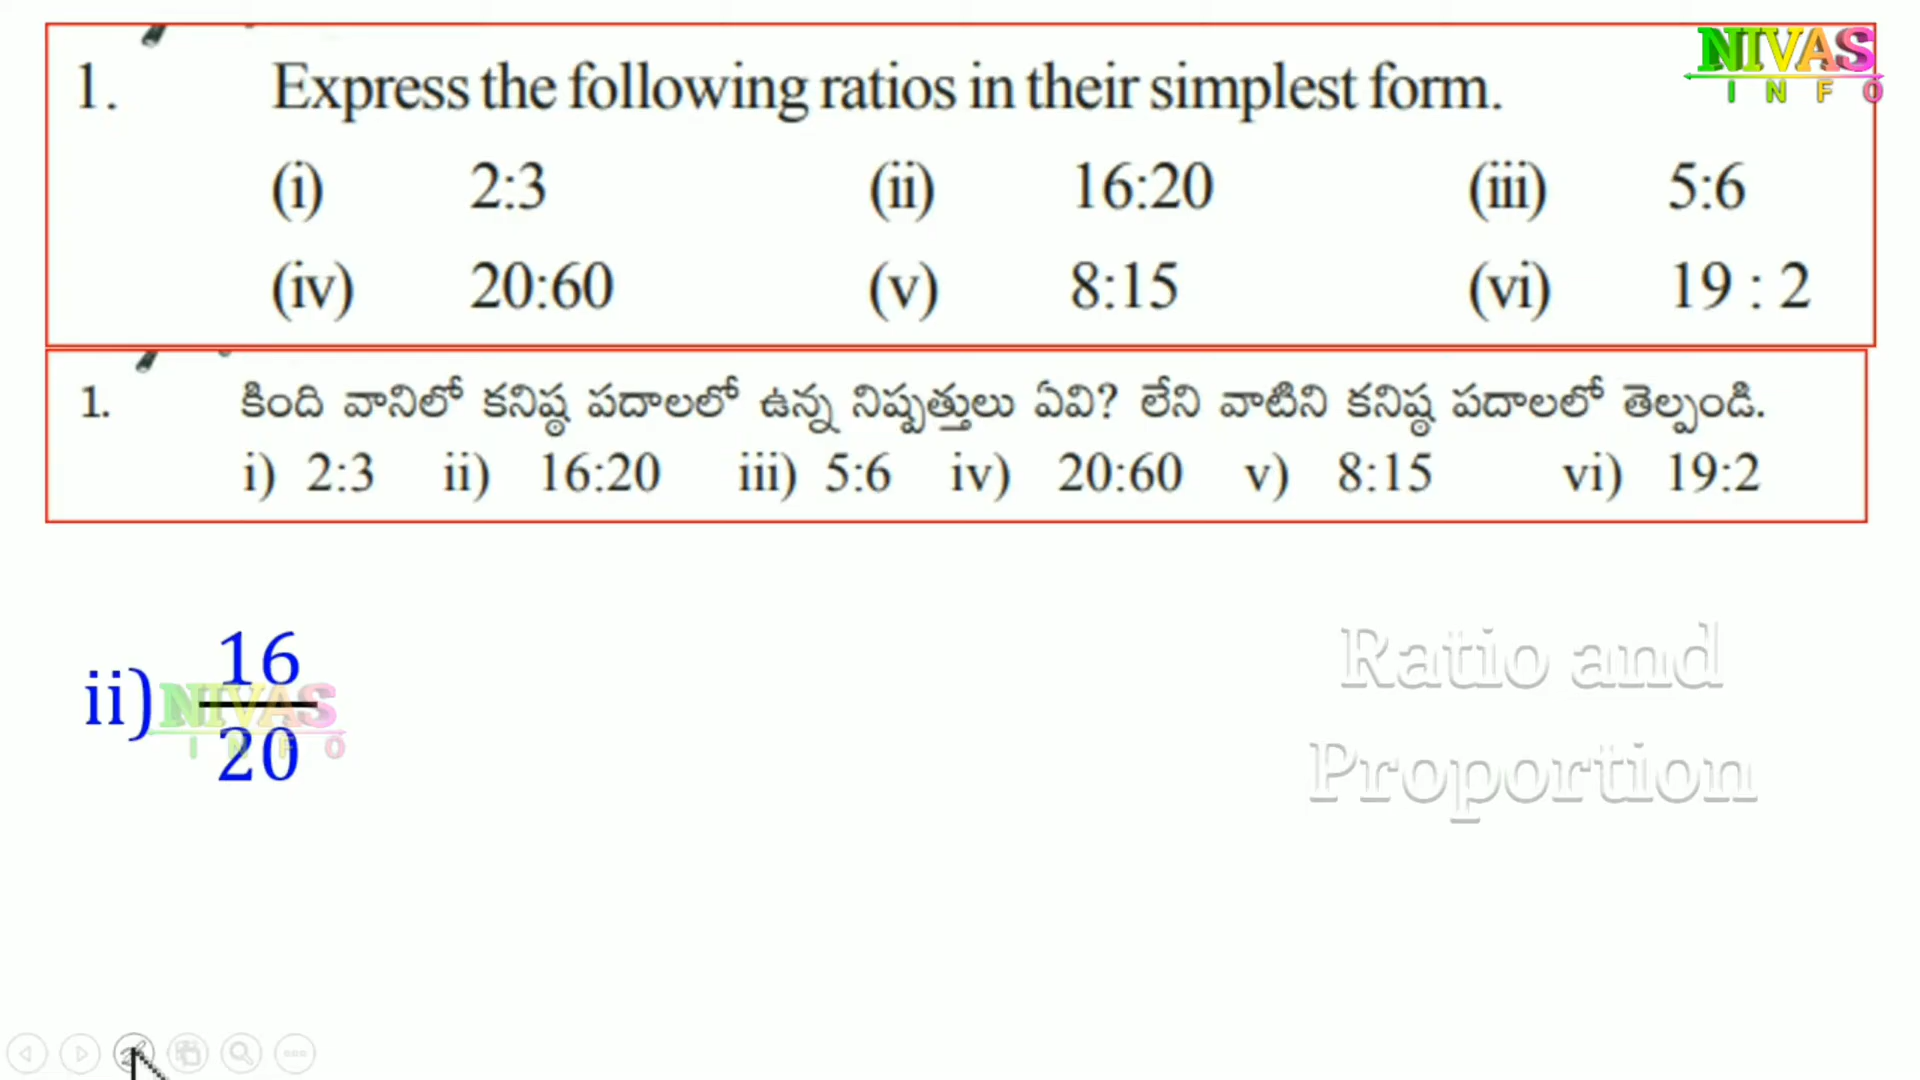 NIVAS
INFO
1. Express the following ratios in their simplest form.
(i) 2:3 (ii) 16:20 (iii) 5:6
(iv) 20:60 (v) 8:15 (vi) 19 : 2
1. కింది వానిలో కనిష్ఠ పదాలలో ఉన్న నిష్పత్తులు ఏవి? లేని వాటిని కనిష్ఠ పదాలలో తెల్పండి.
i) 2:3 ii) 16:20 iii) 5:6 iv) 20:60 v) 8:15 vi) 19:2
ii) 16
20
NIVAS
INFO
Ratio and
Proportion